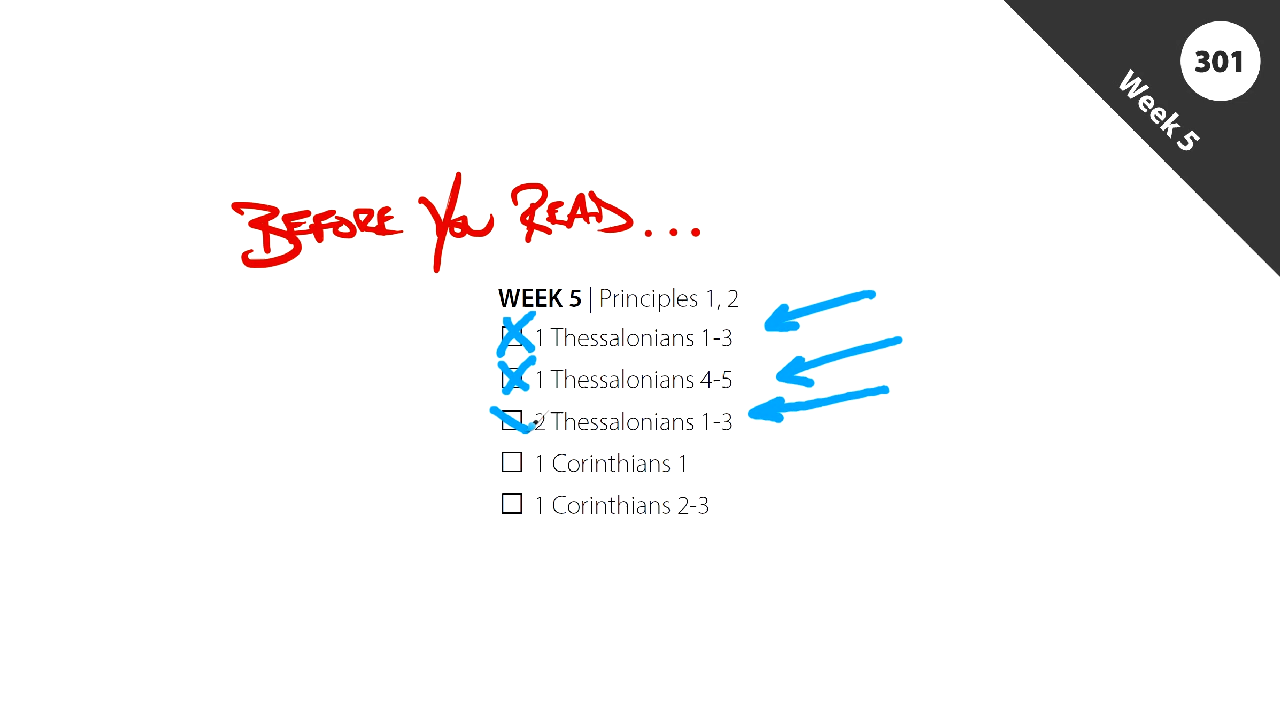 301
Week 5
BEFORE YOU READ...
WEEK 5 | Principles 1, 2
1 Thessalonians 1-3
1 Thessalonians 4-5
2 Thessalonians 1-3
1 Corinthians 1
1 Corinthians 2-3